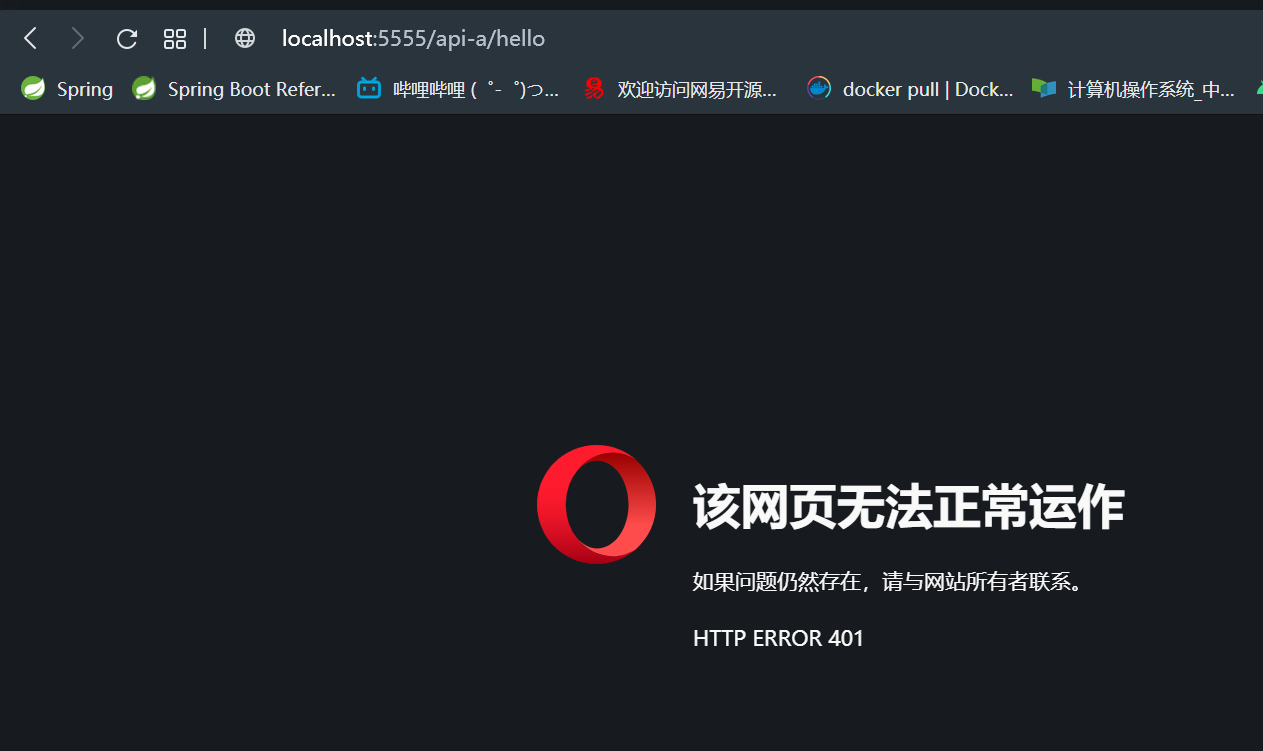 localhost:5555/api-a/hello
Spring Spring Boot Refer... 哔哩哔哩 (゜-゜)つ... 欢迎访问网易开源... docker pull | Dock... 计算机操作系统_中...
该网页无法正常运作
如果问题仍然存在，请与网站所有者联系。
HTTP ERROR 401